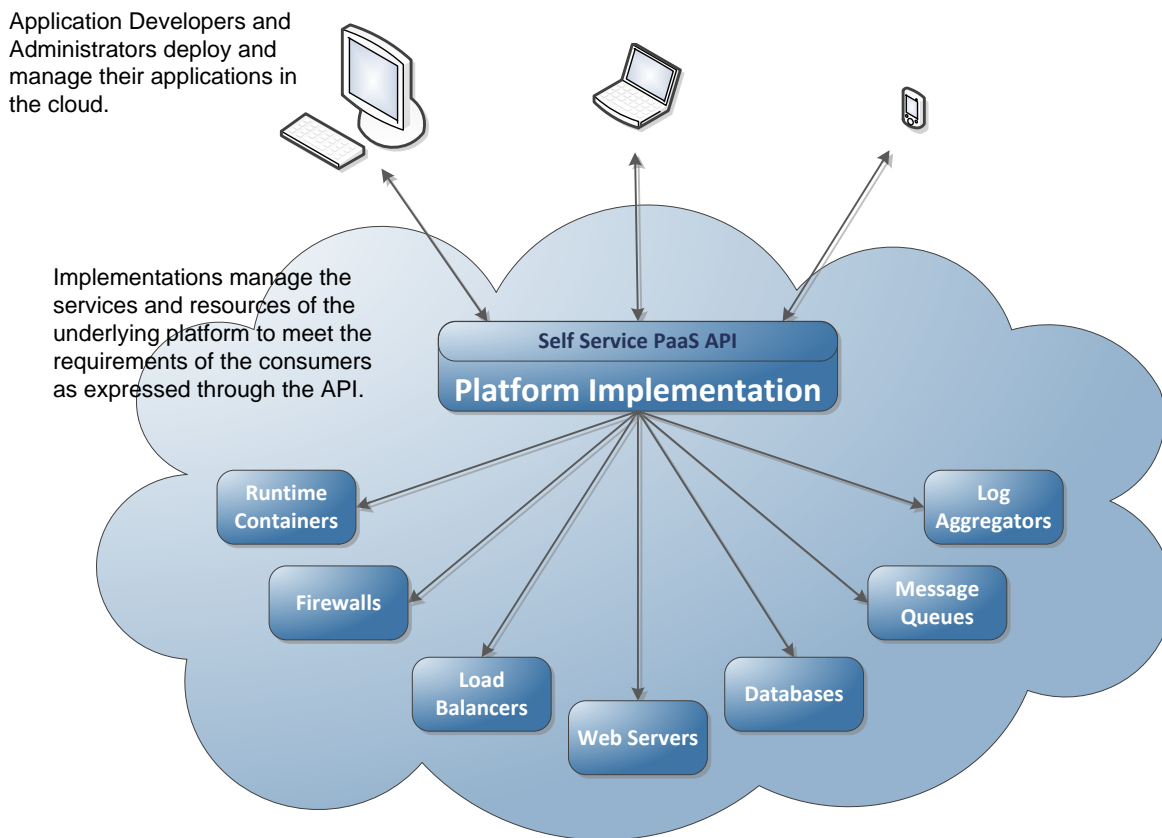 Application Developers and
Administrators deploy and
manage their applications in
the cloud.
Implementations manage the
services and resources of the
underlying platform to meet the
requirements of the consumers
as expressed through the API.
Self Service PaaS API
Platform Implementation
Runtime
Containers
Log
Aggregators
Firewalls
Message
Queues
Load
Balancers
Databases
Web Servers